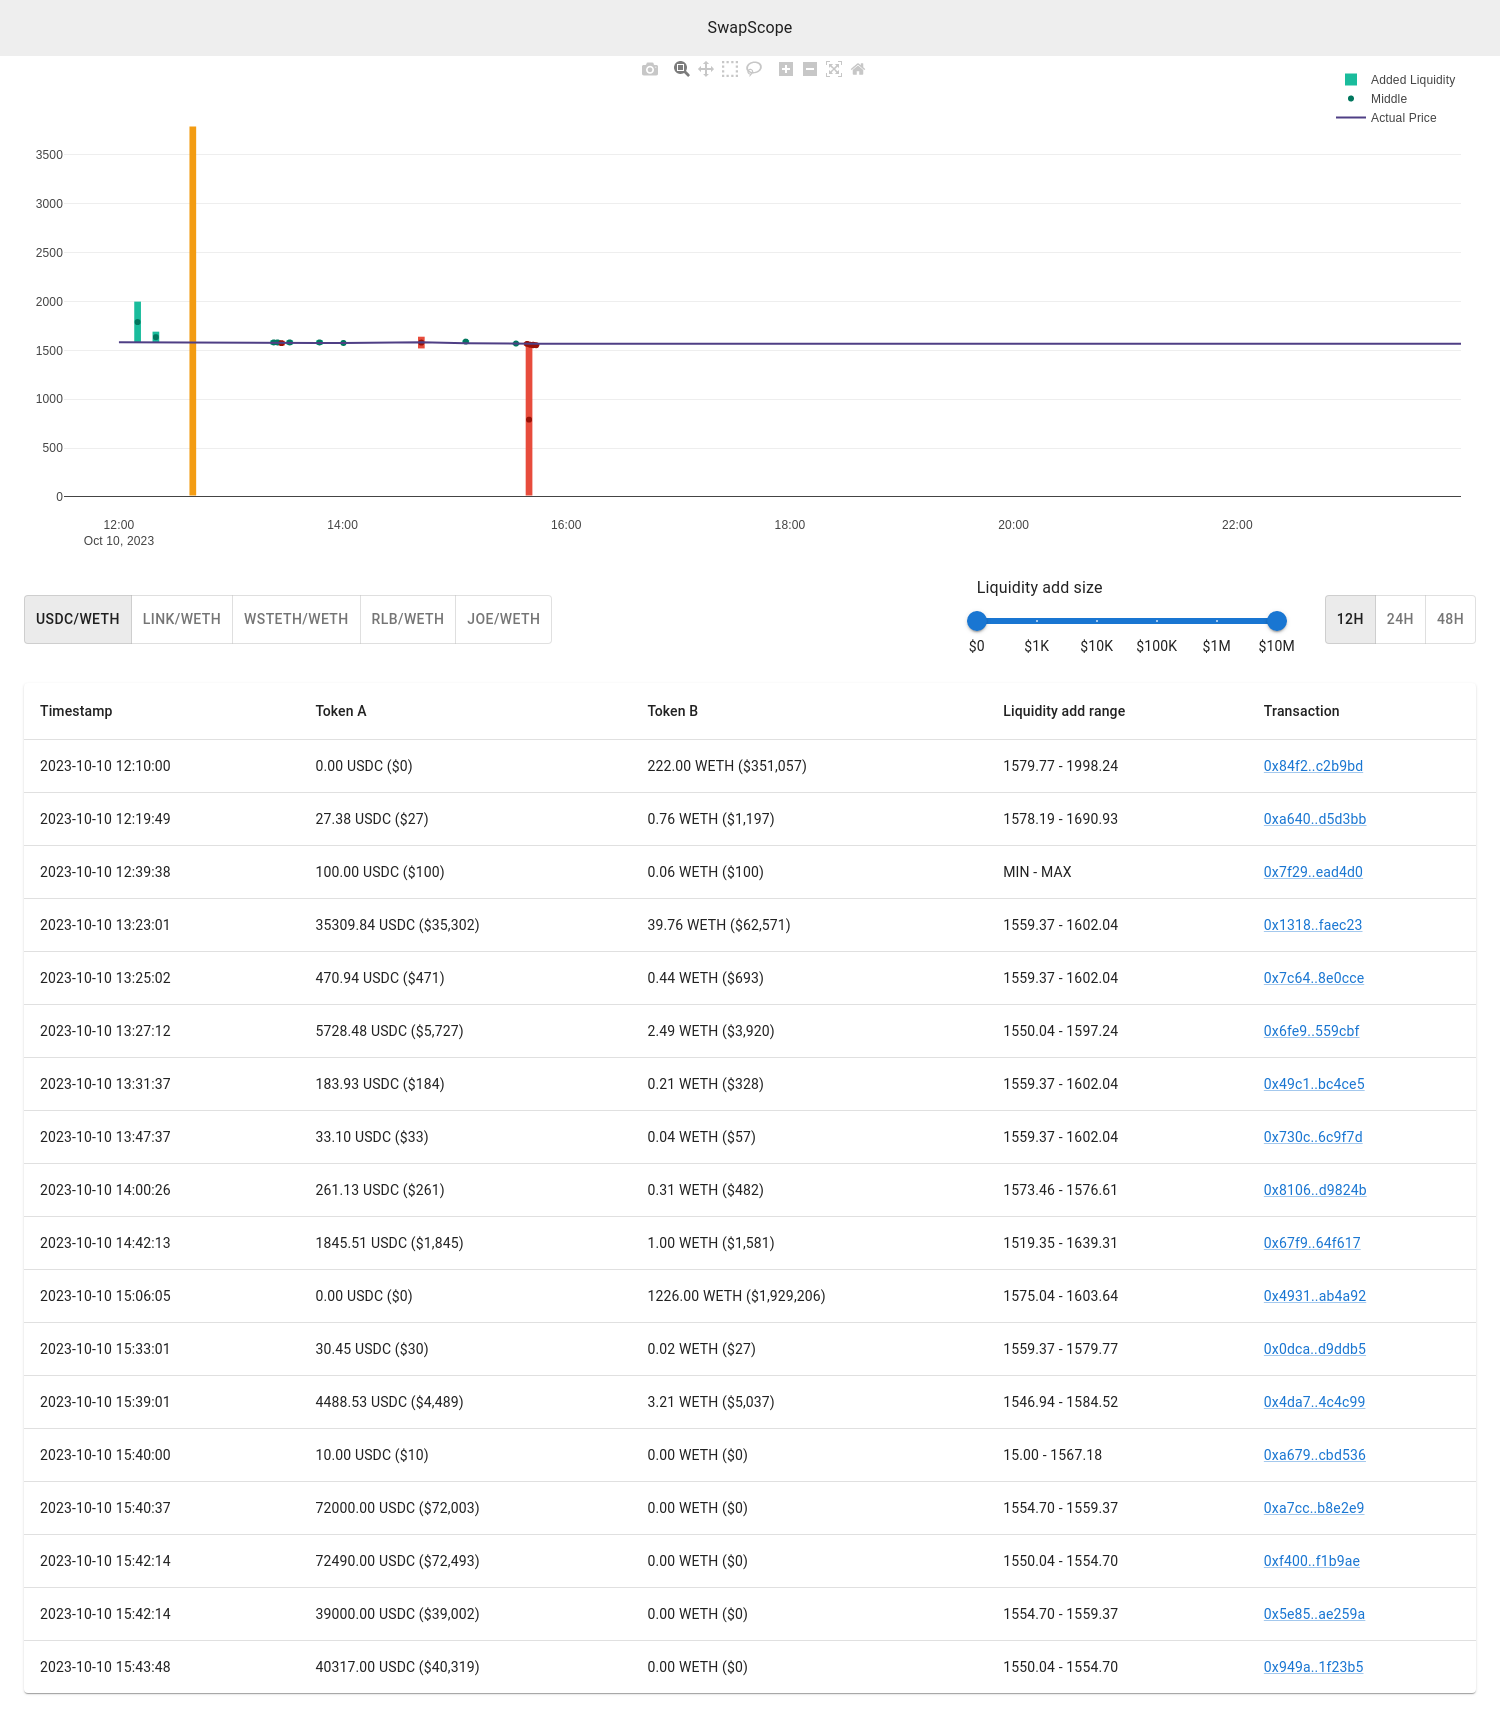 SwapScope
Added Liquidity
Middle
Actual Price
3500
3000
2500
2000
1500
1000
500
0
12:00 14:00 16:00 18:00 20:00 22:00
Oct 10, 2023
Liquidity add size
USDC/WETH LINK/WETH WSTETH/WETH RLB/WETH JOE/WETH 12H 24H 48H
$0 $1K $10K $100K $1M $10M
Timestamp Token A Token B Liquidity add range Transaction
2023-10-10 12:10:00 0.00 USDC ($0) 222.00 WETH ($351,057) 1579.77 - 1998.24 0x84f2..c2b9bd
2023-10-10 12:19:49 27.38 USDC ($27) 0.76 WETH ($1,197) 1578.19 - 1690.93 0xa640..d5d3bb
2023-10-10 12:39:38 100.00 USDC ($100) 0.06 WETH ($100) MIN - MAX 0x7f29..ead4d0
2023-10-10 13:23:01 35309.84 USDC ($35,302) 39.76 WETH ($62,571) 1559.37 - 1602.04 0x1318..faec23
2023-10-10 13:25:02 470.94 USDC ($471) 0.44 WETH ($693) 1559.37 - 1602.04 0x7c64..8e0cce
2023-10-10 13:27:12 5728.48 USDC ($5,727) 2.49 WETH ($3,920) 1550.04 - 1597.24 0x6fe9..559cbf
2023-10-10 13:31:37 183.93 USDC ($184) 0.21 WETH ($328) 1559.37 - 1602.04 0x49c1..bc4ce5
2023-10-10 13:47:37 33.10 USDC ($33) 0.04 WETH ($57) 1559.37 - 1602.04 0x730c..6c9f7d
2023-10-10 14:00:26 261.13 USDC ($261) 0.31 WETH ($482) 1573.46 - 1576.61 0x8106..d9824b
2023-10-10 14:42:13 1845.51 USDC ($1,845) 1.00 WETH ($1,581) 1519.35 - 1639.31 0x67f9..64f617
2023-10-10 15:06:05 0.00 USDC ($0) 1226.00 WETH ($1,929,206) 1575.04 - 1603.64 0x4931..ab4a92
2023-10-10 15:33:01 30.45 USDC ($30) 0.02 WETH ($27) 1559.37 - 1579.77 0x0dca..d9ddb5
2023-10-10 15:39:01 4488.53 USDC ($4,489) 3.21 WETH ($5,037) 1546.94 - 1584.52 0x4da7..4c4c99
2023-10-10 15:40:00 10.00 USDC ($10) 0.00 WETH ($0) 15.00 - 1567.18 0xa679..cbd536
2023-10-10 15:40:37 72000.00 USDC ($72,003) 0.00 WETH ($0) 1554.70 - 1559.37 0xa7cc..b8e2e9
2023-10-10 15:42:14 72490.00 USDC ($72,493) 0.00 WETH ($0) 1550.04 - 1554.70 0xf400..f1b9ae
2023-10-10 15:42:14 39000.00 USDC ($39,002) 0.00 WETH ($0) 1554.70 - 1559.37 0x5e85..ae259a
2023-10-10 15:43:48 40317.00 USDC ($40,319) 0.00 WETH ($0) 1550.04 - 1554.70 0x949a..1f23b5